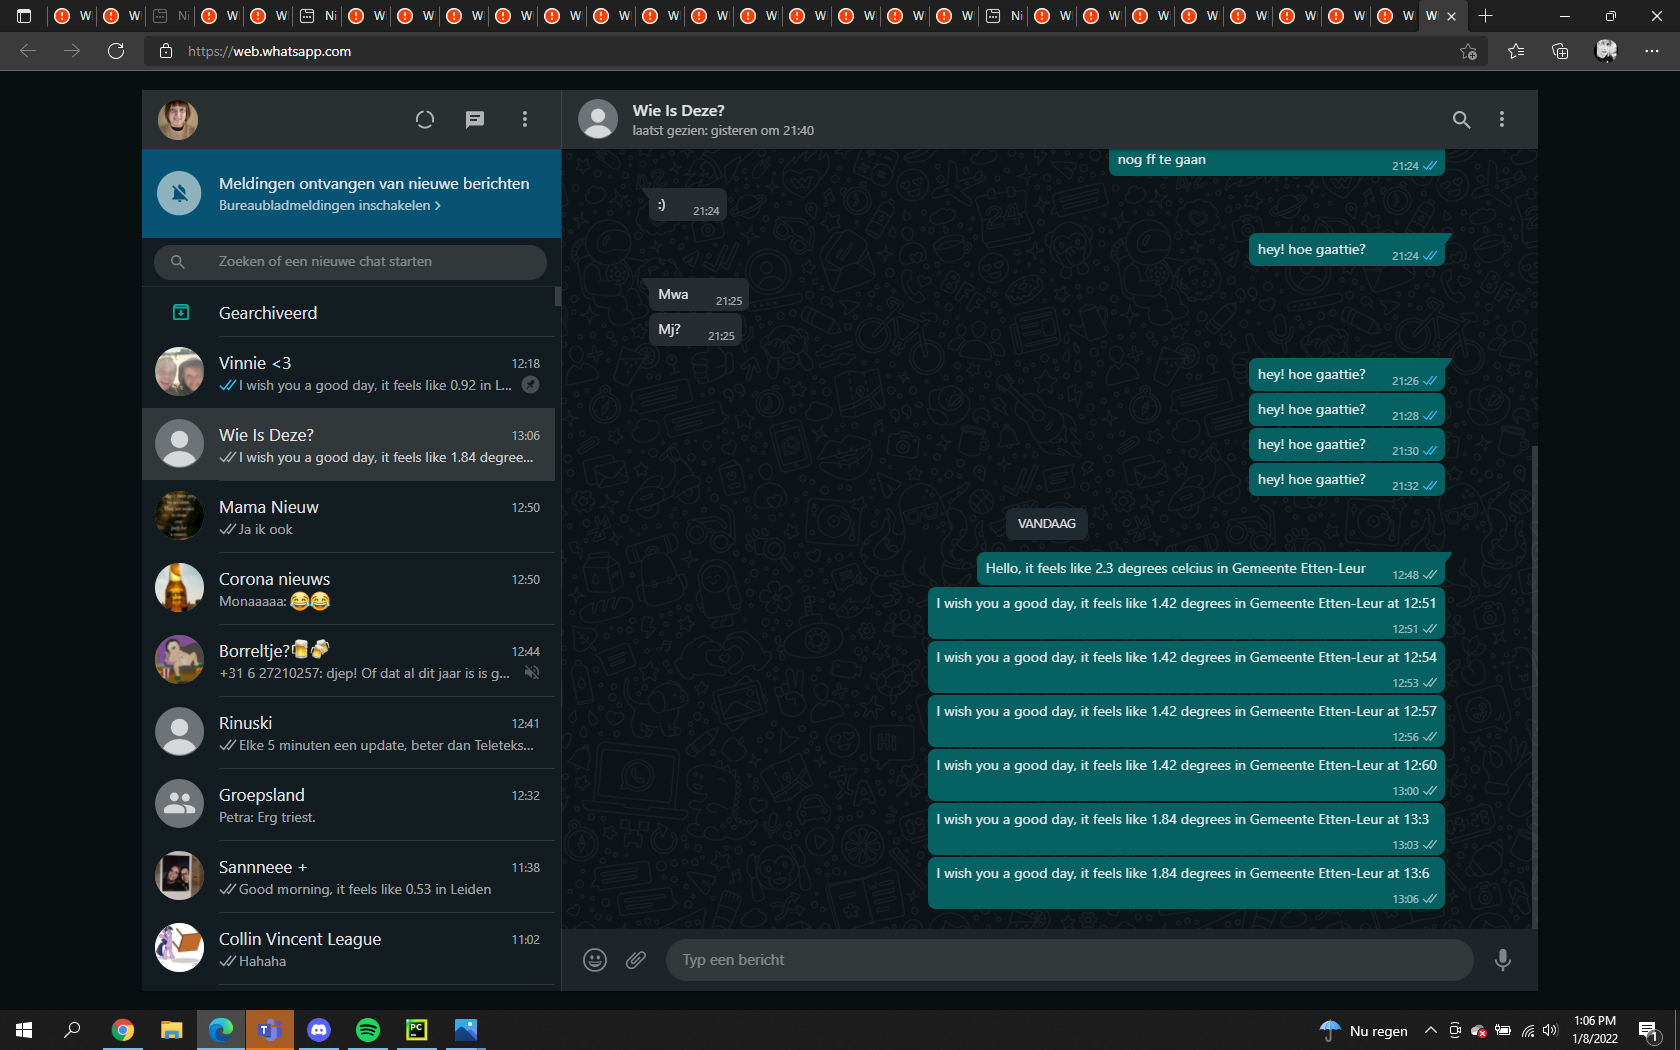 W W Ni W W Ni W W W W W W W W W W W W W Ni W W W W W W W W W
https://web.whatsapp.com
Meldingen ontvangen van nieuwe berichten
Bureaubladmeldingen inschakelen >
Zoeken of een nieuwe chat starten
Gearchiveerd
Vinnie <3
12:18
I wish you a good day, it feels like 0.92 in L...
Wie Is Deze?
13:06
I wish you a good day, it feels like 1.84 degree...
Mama Nieuw
12:50
Ja ik ook
Corona nieuws
12:50
Monaaaaa: 😂😂
Borreltje?🍺🍻
12:44
+31 6 27210257: djep! Of dat al dit jaar is is g...
Rinuski
12:41
Elke 5 minuten een update, beter dan Teleteks...
Groepsland
12:32
Petra: Erg triest.
Sannneee +
11:38
Good morning, it feels like 0.53 in Leiden
Collin Vincent League
11:02
Hahaha
Wie Is Deze?
laatst gezien: gisteren om 21:40
nog ff te gaan
21:24
:)
21:24
hey! hoe gaattie?
21:24
Mwa
21:25
Mj?
21:25
hey! hoe gaattie?
21:26
hey! hoe gaattie?
21:28
hey! hoe gaattie?
21:30
hey! hoe gaattie?
21:32
VANDAAG
Hello, it feels like 2.3 degrees celcius in Gemeente Etten-Leur
12:48
I wish you a good day, it feels like 1.42 degrees in Gemeente Etten-Leur at 12:51
12:51
I wish you a good day, it feels like 1.42 degrees in Gemeente Etten-Leur at 12:54
12:53
I wish you a good day, it feels like 1.42 degrees in Gemeente Etten-Leur at 12:57
12:56
I wish you a good day, it feels like 1.42 degrees in Gemeente Etten-Leur at 12:60
13:00
I wish you a good day, it feels like 1.84 degrees in Gemeente Etten-Leur at 13:3
13:03
I wish you a good day, it feels like 1.84 degrees in Gemeente Etten-Leur at 13:6
13:06
Typ een bericht
PC
Nu regen
1:06 PM
1/8/2022
1